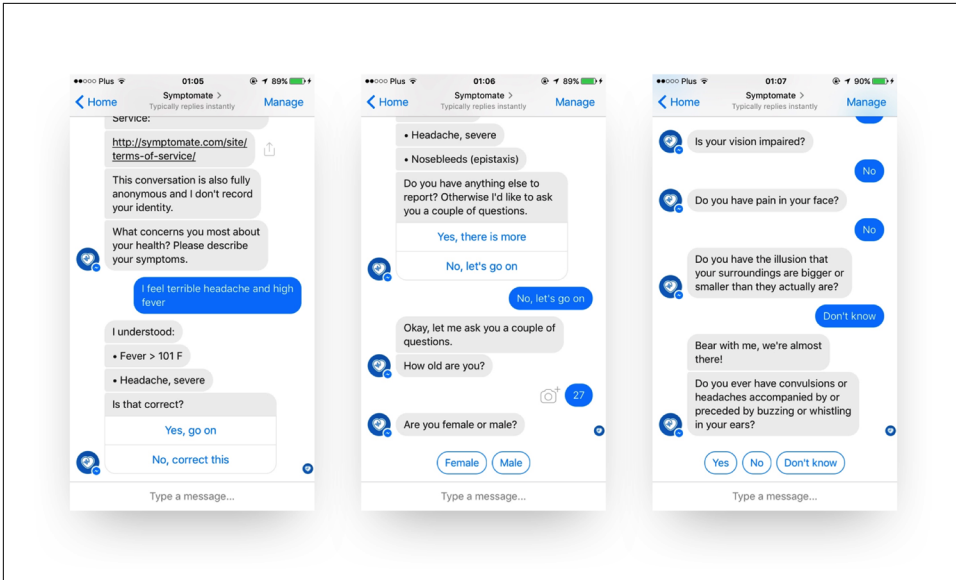 ●●○○○ Plus 01:05 89%
Home
Symptomate >
Typically replies instantly
Manage
Service:
http://symptomate.com/site/
terms-of-service/
This conversation is also fully
anonymous and I don't record
your identity.
What concerns you most about
your health? Please describe
your symptoms.
I feel terrible headache and high
fever
I understood:
• Fever > 101 F
• Headache, severe
Is that correct?
Yes, go on
No, correct this
Type a message...
●●○○○ Plus 01:06 89%
Home
Symptomate >
Typically replies instantly
Manage
• Headache, severe
• Nosebleeds (epistaxis)
Do you have anything else to
report? Otherwise I'd like to ask
you a couple of questions.
Yes, there is more
No, let's go on
No, let's go on
Okay, let me ask you a couple of
questions.
How old are you?
27
Are you female or male?
Female Male
Type a message...
●●○○○ Plus 01:07 90%
Home
Symptomate >
Typically replies instantly
Manage
Is your vision impaired?
No
Do you have pain in your face?
No
Do you have the illusion that
your surroundings are bigger or
smaller than they actually are?
Don't know
Bear with me, we're almost
there!
Do you ever have convulsions or
headaches accompanied by or
preceded by buzzing or whistling
in your ears?
Yes No Don't know
Type a message...